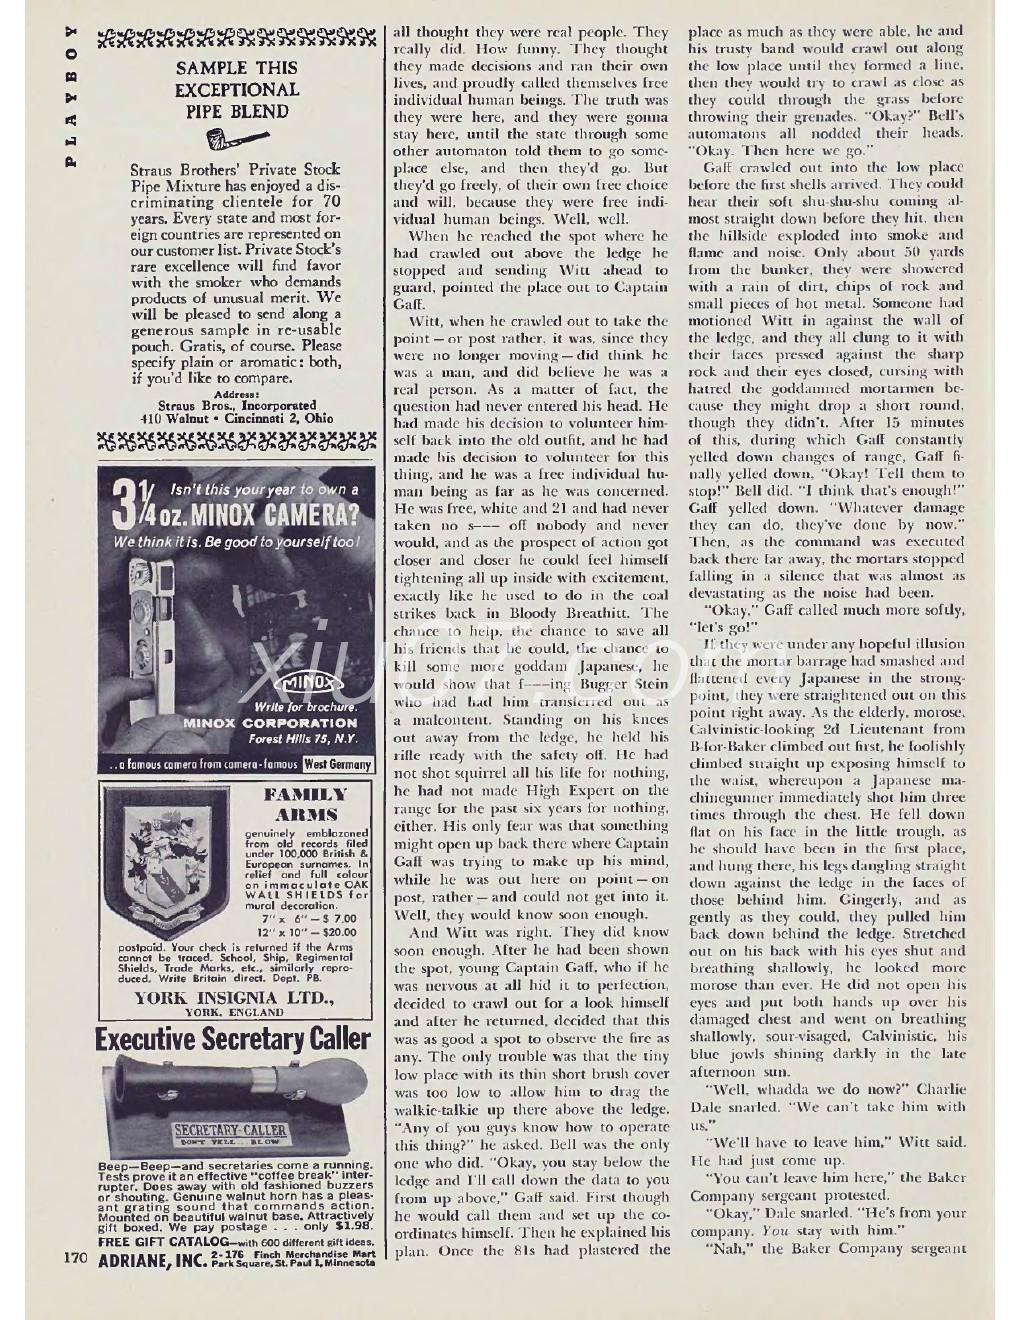 PLAYBOY
SAMPLE THIS
EXCEPTIONAL
PIPE BLEND
Straus Brothers' Private Stock
Pipe Mixture has enjoyed a dis-
criminating clientele for 70
years. Every state and most for-
eign countries are represented on
our customer list. Private Stock's
rare excellence will find favor
with the smoker who demands
products of unusual merit. We
will be pleased to send along a
generous sample in re-usable
pouch. Gratis, of course. Please
specify plain or aromatic: both,
if you'd like to compare.
Address:
Straus Bros., Incorporated
410 Walnut • Cincinnati 2, Ohio
Isn't this your year to own a
3 1/4 oz. MINOX CAMERA?
We think it is. Be good to yourself too!
MINOX
Write for brochure.
MINOX CORPORATION
Forest Hills 75, N.Y.
..a famous camera from camera-famous West Germany
FAMILY
ARMS
genuinely emblazoned
from old records filed
under 100,000 British &
European surnames. In
relief and full colour
on immaculate OAK
WALL SHIELDS for
mural decoration.
7" x 6" — $ 7.00
12" x 10" — $20.00
postpaid. Your check is returned if the Arms
cannot be traced. School, Ship, Regimental
Shields, Trade Marks, etc., similarly repro-
duced. Write Britain direct. Dept. PB.
YORK INSIGNIA LTD.,
YORK, ENGLAND
Executive Secretary Caller
SECRETARY-CALLER
DON'T YELL...BLOW
Beep—Beep—and secretaries come a running.
Tests prove it an effective "coffee break" inter-
rupter. Does away with old fashioned buzzers
or shouting. Genuine walnut horn has a pleas-
ant grating sound that commands action.
Mounted on beautiful walnut base. Attractively
gift boxed. We pay postage . . . only $1.98.
FREE GIFT CATALOG—with 600 different gift ideas.
ADRIANE, INC. 2-176 Finch Merchandise Mart
Park Square, St. Paul 1, Minnesota
170
all thought they were real people. They
really did. How funny. They thought
they made decisions and ran their own
lives, and proudly called themselves free
individual human beings. The truth was
they were here, and they were gonna
stay here, until the state through some
other automaton told them to go some-
place else, and then they'd go. But
they'd go freely, of their own free choice
and will, because they were free indi-
vidual human beings. Well, well.
When he reached the spot where he
had crawled out above the ledge he
stopped and sending Witt ahead to
guard, pointed the place out to Captain
Gaff.
Witt, when he crawled out to take the
point — or post rather, it was, since they
were no longer moving — did think he
was a man, and did believe he was a
real person. As a matter of fact, the
question had never entered his head. He
had made his decision to volunteer him-
self back into the old outfit, and he had
made his decision to volunteer for this
thing, and he was a free individual hu-
man being as far as he was concerned.
He was free, white and 21 and had never
taken no s—— off nobody and never
would, and as the prospect of action got
closer and closer he could feel himself
tightening all up inside with excitement,
exactly like he used to do in the coal
strikes back in Bloody Breathitt. The
chance to help, the chance to save all
his friends that he could, the chance to
kill some more goddam Japanese, he
would show that f——ing Bugger Stein
who had had him transferred out as
a malcontent. Standing on his knees
out away from the ledge, he held his
rifle ready with the safety off. He had
not shot squirrel all his life for nothing,
he had not made High Expert on the
range for the past six years for nothing,
either. His only fear was that something
might open up back there where Captain
Gaff was trying to make up his mind,
while he was out here on point — on
post, rather — and could not get into it.
Well, they would know soon enough.
And Witt was right. They did know
soon enough. After he had been shown
the spot, young Captain Gaff, who if he
was nervous at all hid it to perfection,
decided to crawl out for a look himself
and after he returned, decided that this
was as good a spot to observe the fire as
any. The only trouble was that the tiny
low place with its thin short brush cover
was too low to allow him to drag the
walkie-talkie up there above the ledge.
"Any of you guys know how to operate
this thing?" he asked. Bell was the only
one who did. "Okay, you stay below the
ledge and I'll call down the data to you
from up above," Gaff said. First though
he would call them and set up the co-
ordinates himself. Then he explained his
plan. Once the 81s had plastered the
place as much as they were able, he and
his trusty band would crawl out along
the low place until they formed a line,
then they would try to crawl as close as
they could through the grass before
throwing their grenades. "Okay?" Bell's
automatons all nodded their heads.
"Okay. Then here we go."
Gaff crawled out into the low place
before the first shells arrived. They could
hear their soft shu-shu-shu coming al-
most straight down before they hit, then
the hillside exploded into smoke and
flame and noise. Only about 50 yards
from the bunker, they were showered
with a rain of dirt, chips of rock and
small pieces of hot metal. Someone had
motioned Witt in against the wall of
the ledge, and they all clung to it with
their faces pressed against the sharp
rock and their eyes closed, cursing with
hatred the goddamned mortarmen be-
cause they might drop a short round,
though they didn't. After 15 minutes
of this, during which Gaff constantly
yelled down changes of range, Gaff fi-
nally yelled down, "Okay! Tell them to
stop!" Bell did. "I think that's enough!"
Gaff yelled down. "Whatever damage
they can do, they've done by now."
Then, as the command was executed
back there far away, the mortars stopped
falling in a silence that was almost as
devastating as the noise had been.
"Okay," Gaff called much more softly,
"let's go!"
If they were under any hopeful illusion
that the mortar barrage had smashed and
flattened every Japanese in the strong-
point, they were straightened out on this
point right away. As the elderly, morose,
Calvinistic-looking 2d Lieutenant from
B-for-Baker climbed out first, he foolishly
climbed straight up exposing himself to
the waist, whereupon a Japanese ma-
chinegunner immediately shot him three
times through the chest. He fell down
flat on his face in the little trough, as
he should have been in the first place,
and hung there, his legs dangling straight
down against the ledge in the faces of
those behind him. Gingerly, and as
gently as they could, they pulled him
back down behind the ledge. Stretched
out on his back with his eyes shut and
breathing shallowly, he looked more
morose than ever. He did not open his
eyes and put both hands up over his
damaged chest and went on breathing
shallowly, sour-visaged, Calvinistic, his
blue jowls shining darkly in the late
afternoon sun.
"Well, whadda we do now?" Charlie
Dale snarled. "We can't take him with
us."
"We'll have to leave him," Witt said.
He had just come up.
"You can't leave him here," the Baker
Company sergeant protested.
"Okay," Dale snarled. "He's from your
company. You stay with him."
"Nah," the Baker Company sergeant
xiu07.com